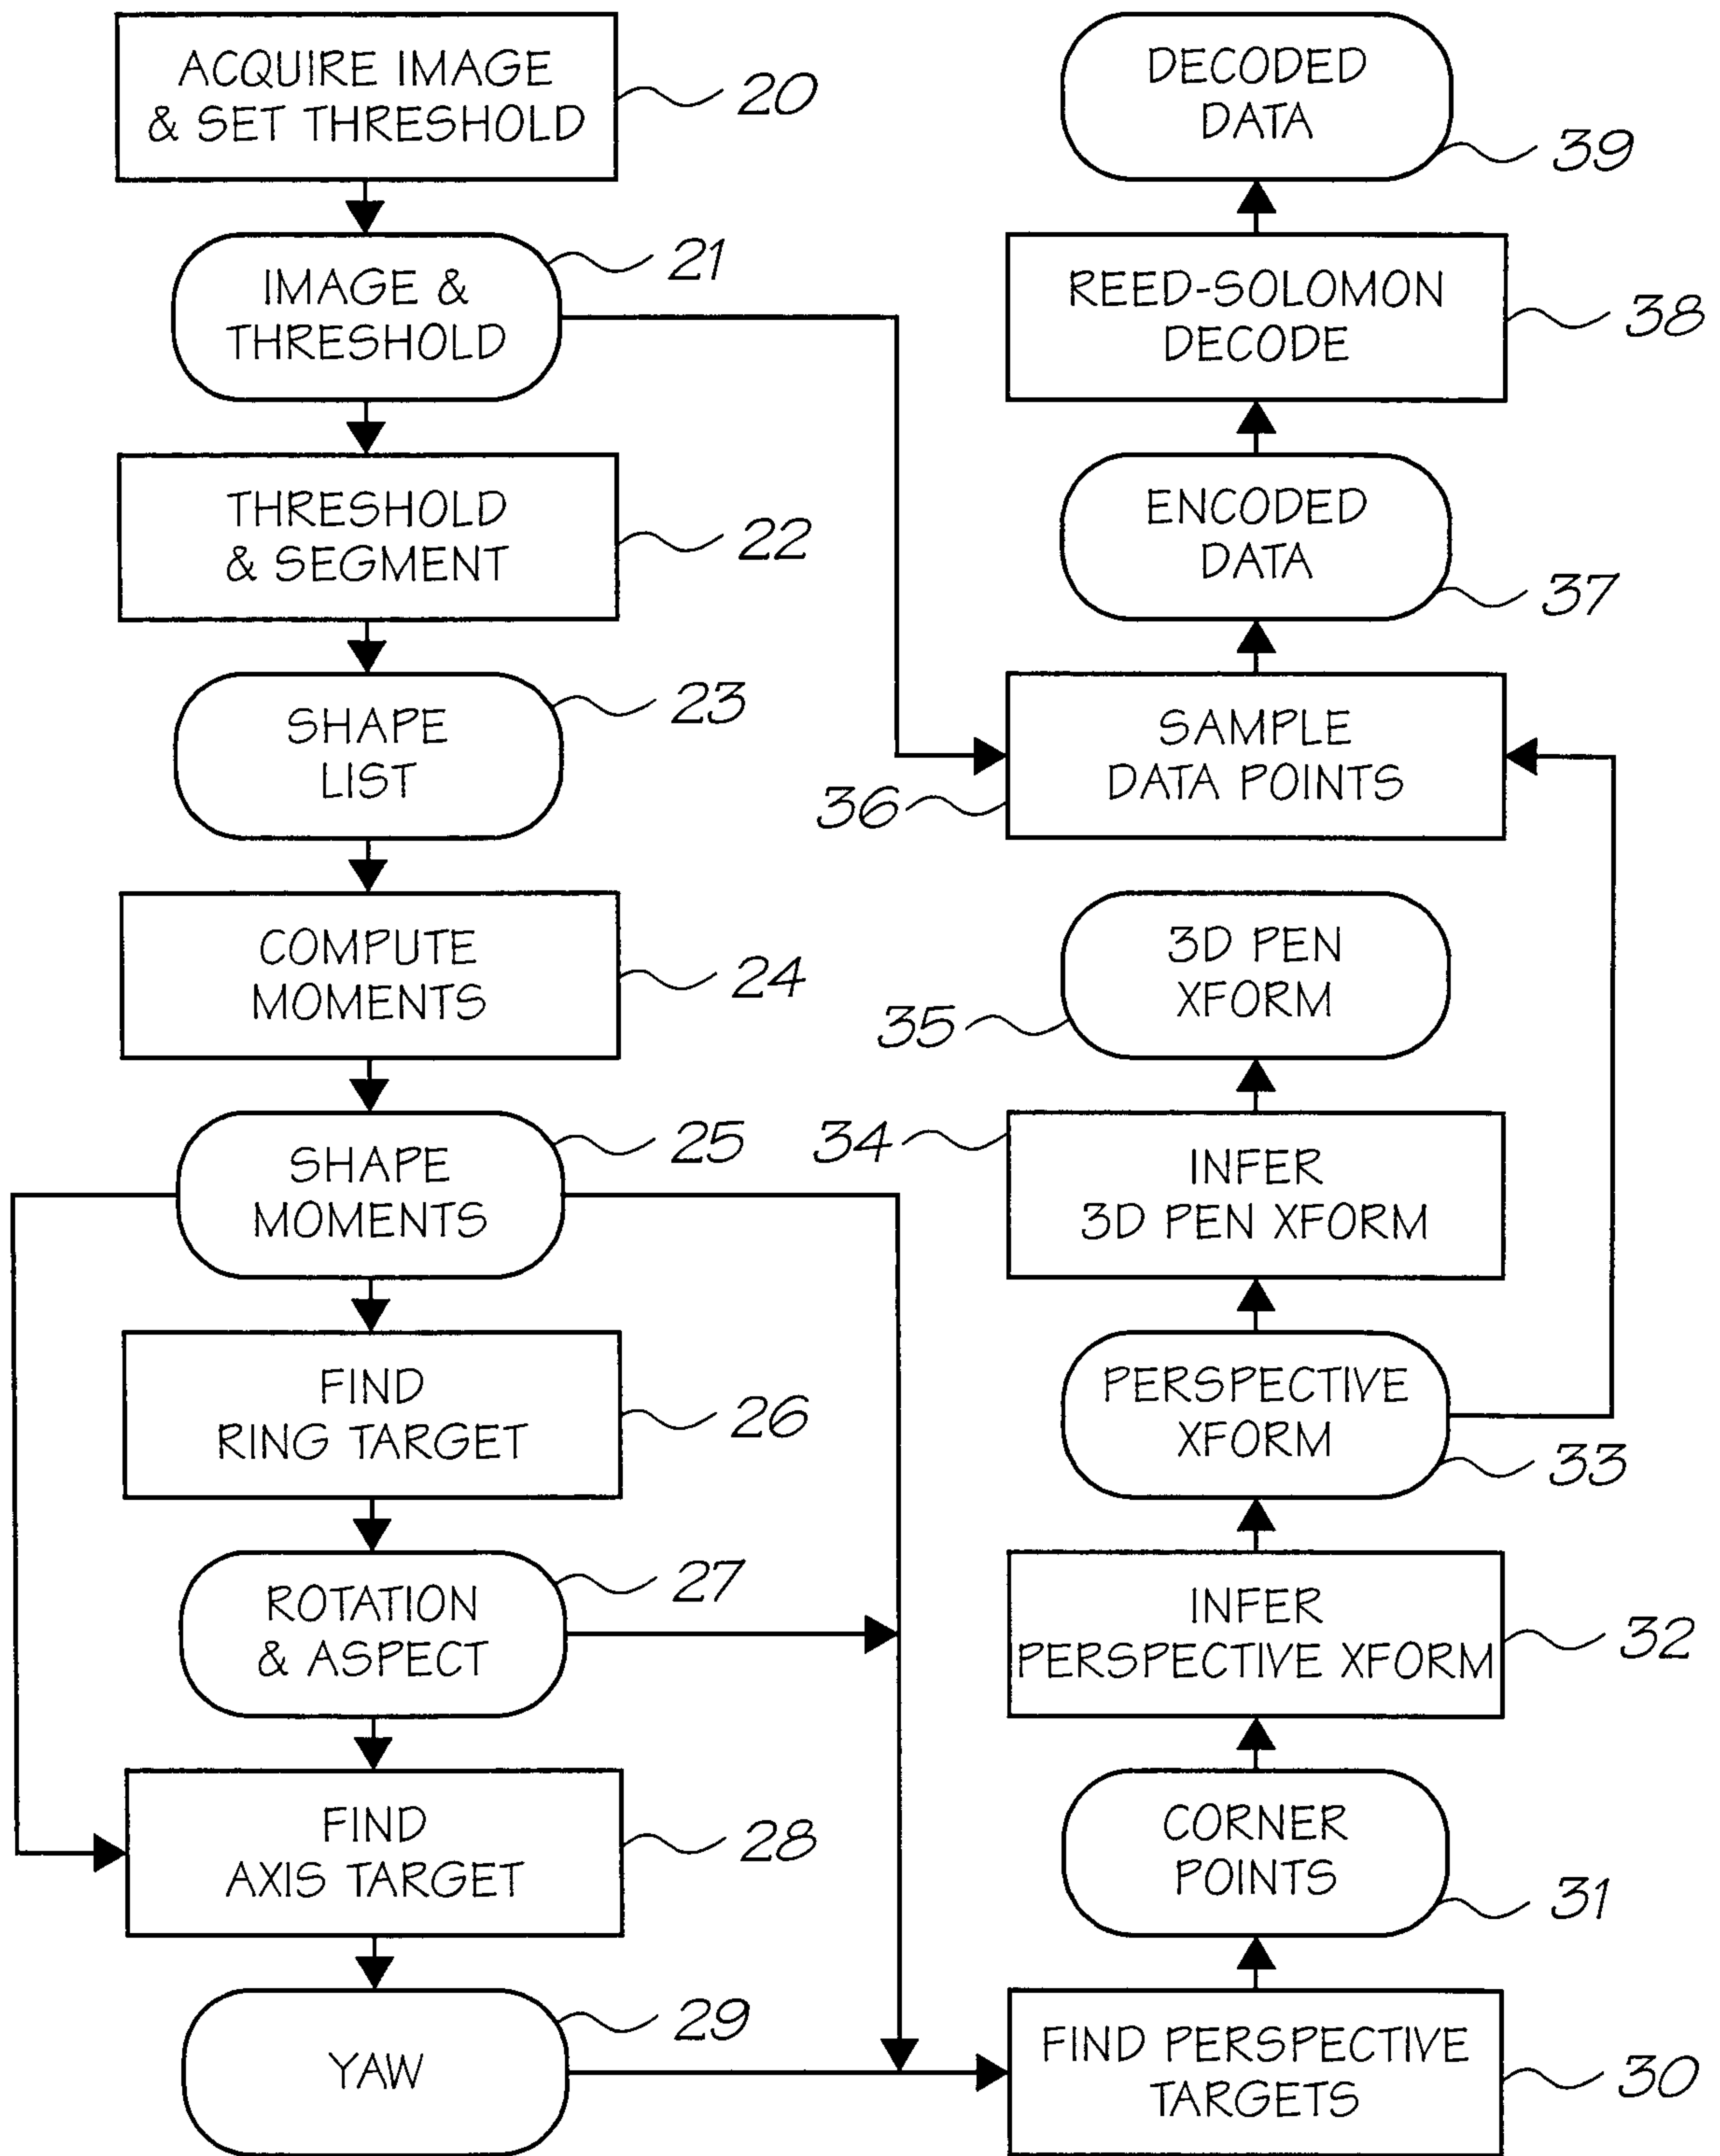 ACQUIRE IMAGE
& SET THRESHOLD
20
IMAGE &
THRESHOLD
21
THRESHOLD
& SEGMENT
22
SHAPE
LIST
23
COMPUTE
MOMENTS
24
SHAPE
MOMENTS
25
FIND
RING TARGET
26
ROTATION
& ASPECT
27
FIND
AXIS TARGET
28
YAW
29
DECODED
DATA
39
REED-SOLOMON
DECODE
38
ENCODED
DATA
37
SAMPLE
DATA POINTS
36
3D PEN
XFORM
35
INFER
3D PEN XFORM
34
PERSPECTIVE
XFORM
33
INFER
PERSPECTIVE XFORM
32
CORNER
POINTS
31
FIND PERSPECTIVE
TARGETS
30